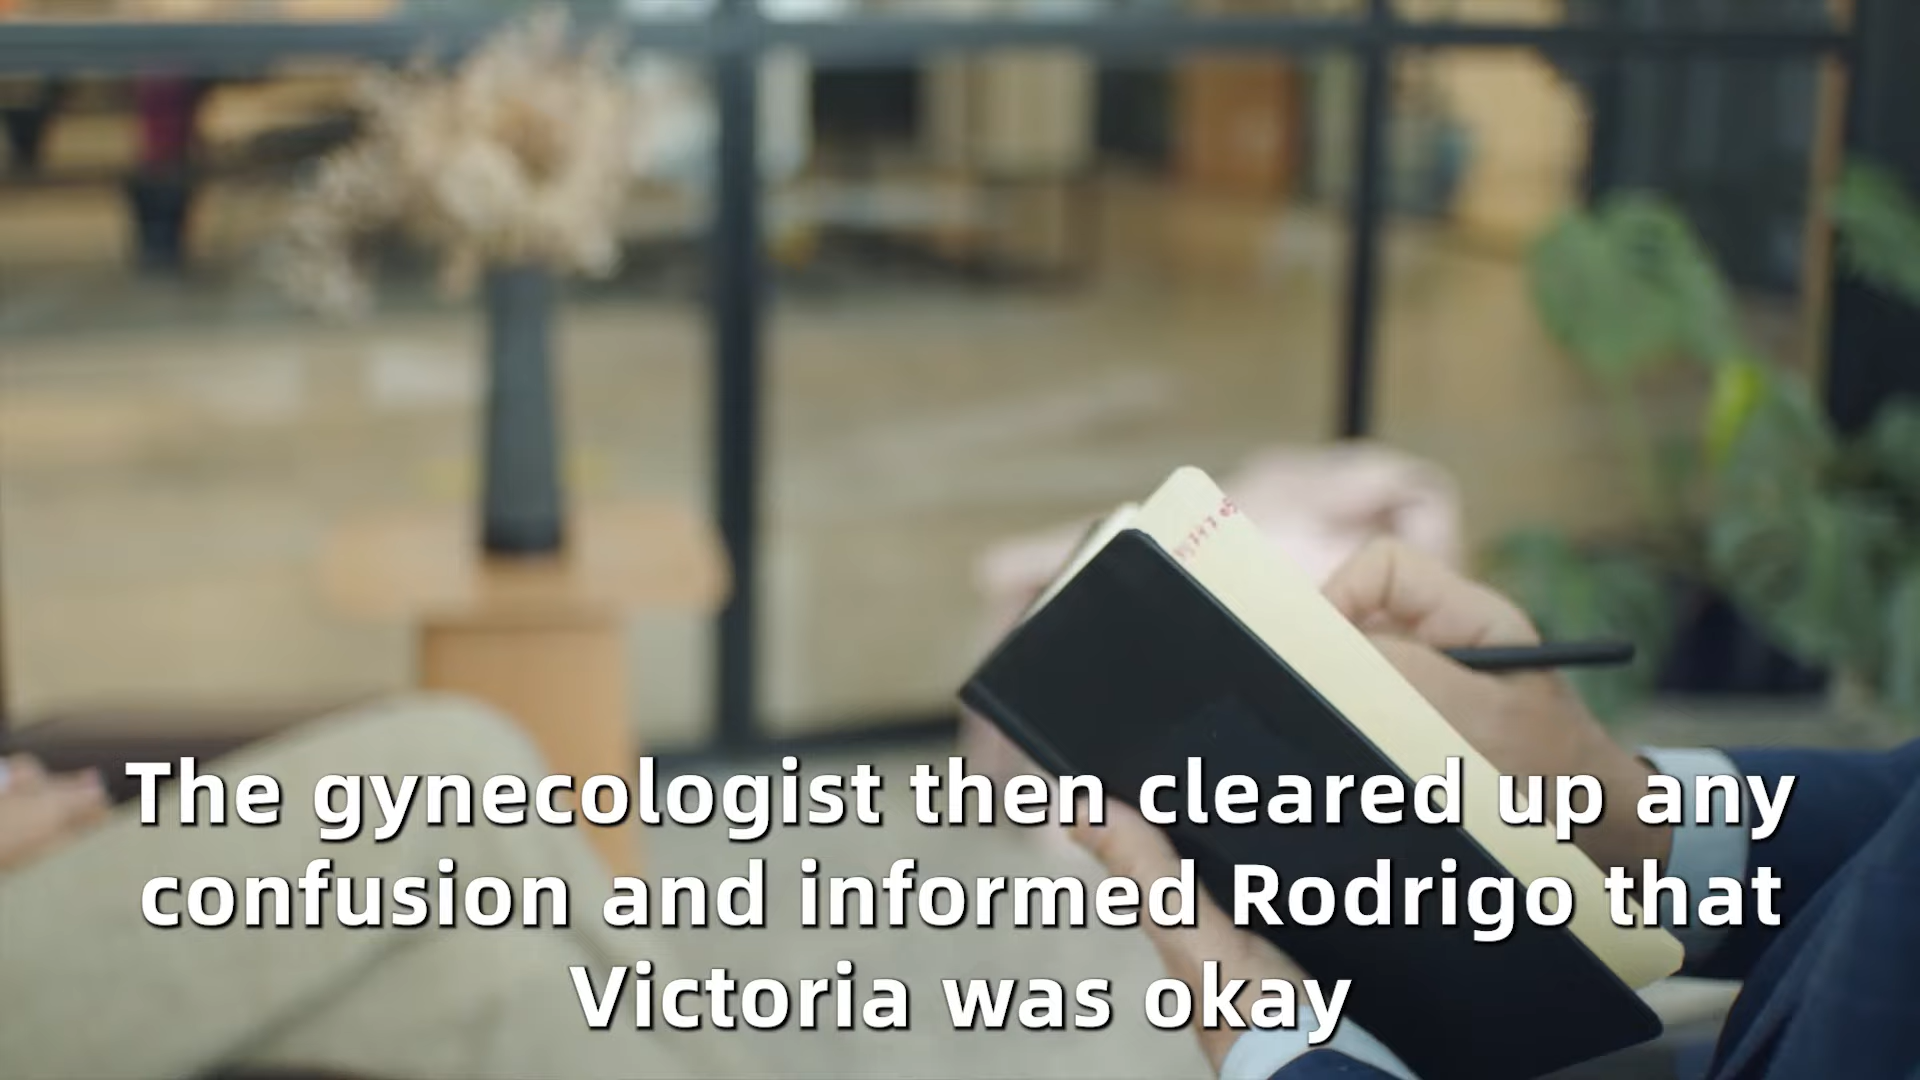 The gynecologist then cleared up any
confusion and informed Rodrigo that
Victoria was okay